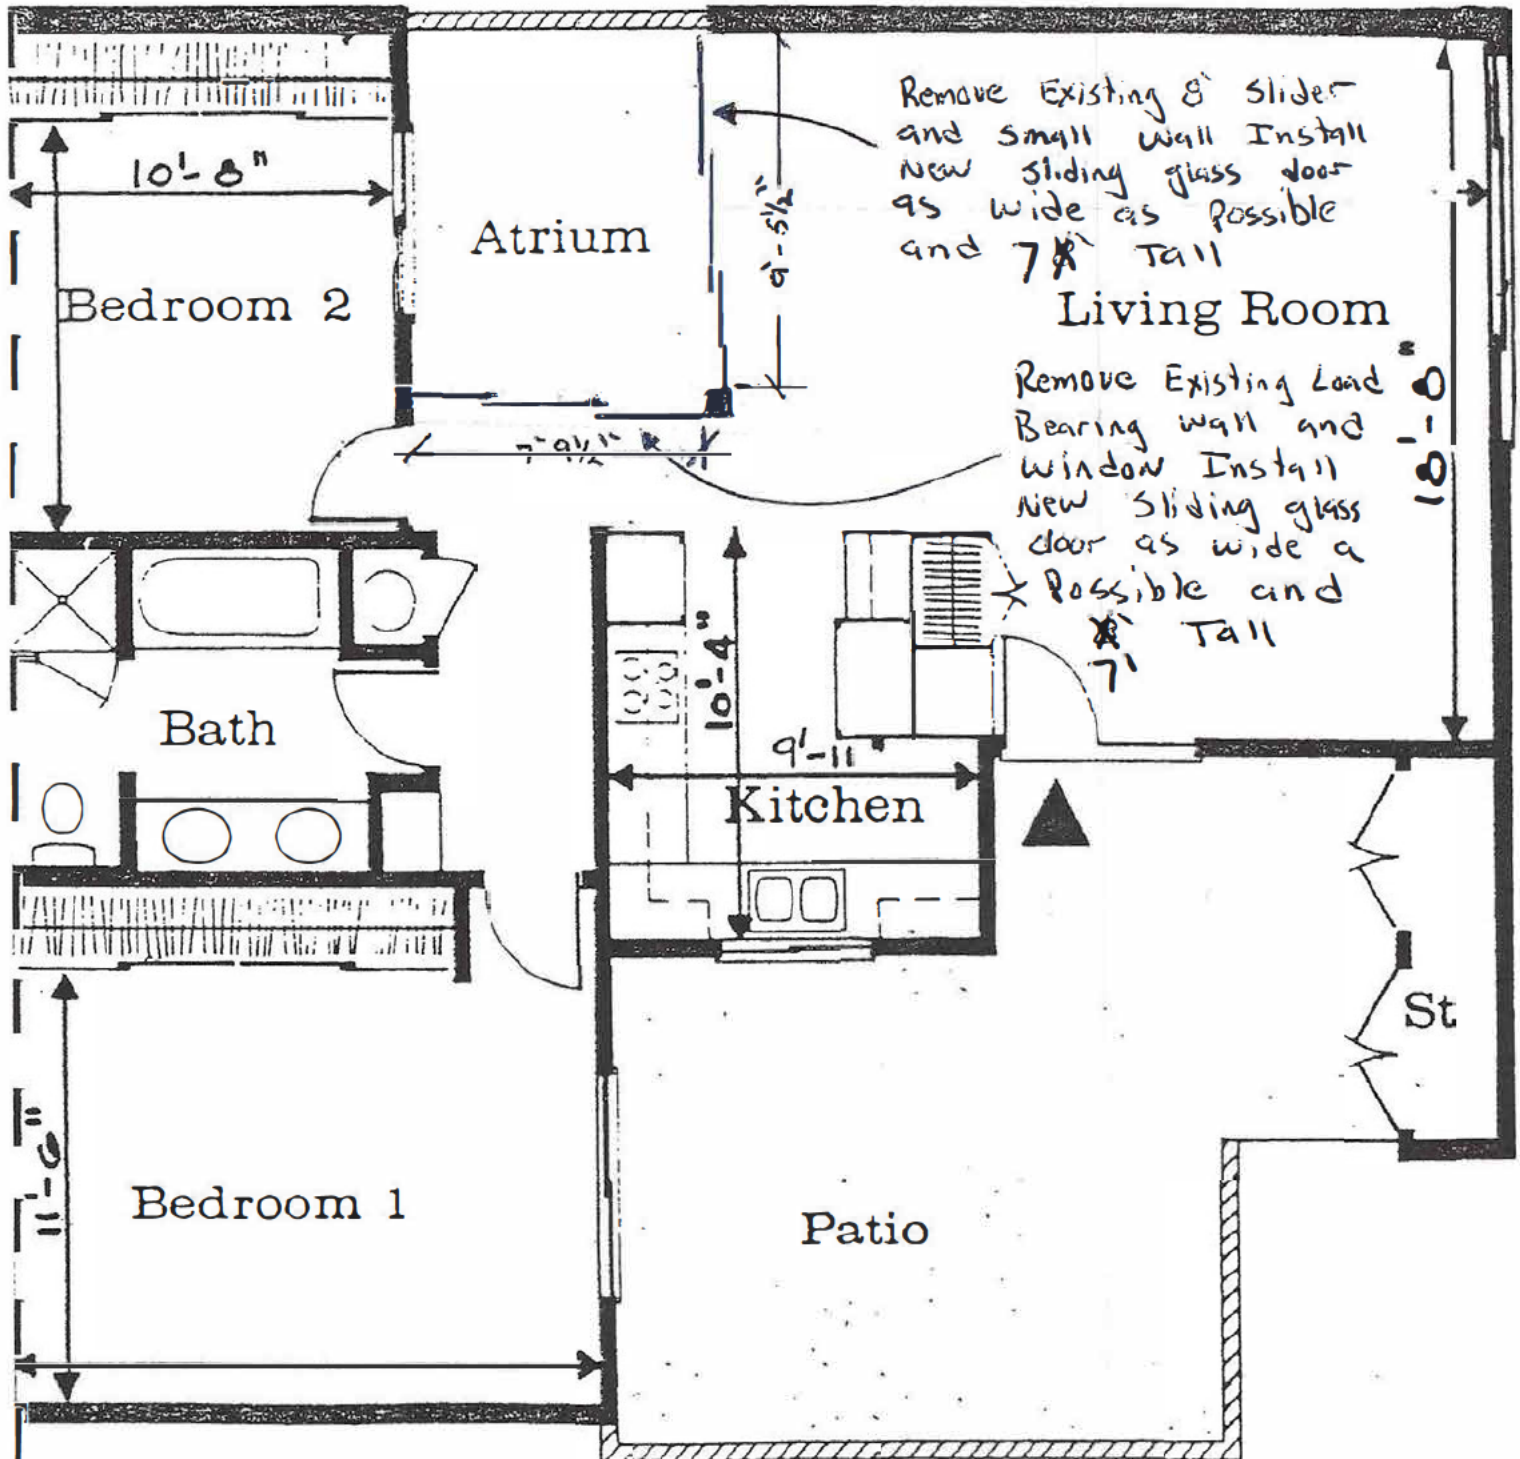 Remove Existing 8' Slider
and small wall Install
New sliding glass door
as wide as Possible
and 7' Tall
10'-8"
Atrium
9'-5½"
Bedroom 2
Living Room
Remove Existing Load
Bearing wall and
Window Install
New Sliding glass
door as wide a
Possible and
7' Tall
18'-8"
7'-9½"
10'-4"
Bath
9'-11"
Kitchen
St
11'-6"
Bedroom 1
Patio